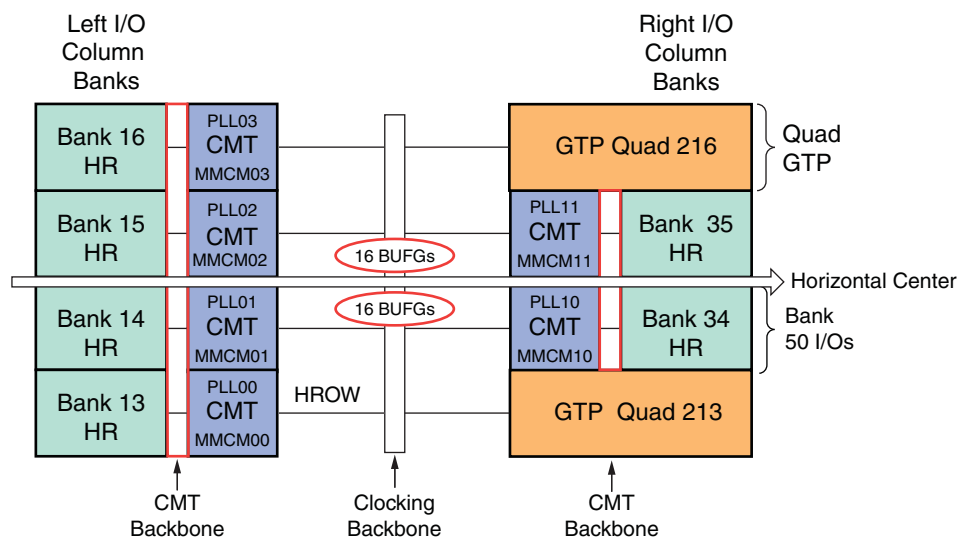 Left I/O
Column
Banks
Right I/O
Column
Banks
Bank 16
HR
PLL03
CMT
MMCM03
GTP Quad 216
Quad
GTP
Bank 15
HR
PLL02
CMT
MMCM02
16 BUFGs
PLL11
CMT
MMCM11
Bank 35
HR
Horizontal Center
Bank 14
HR
PLL01
CMT
MMCM01
16 BUFGs
PLL10
CMT
MMCM10
Bank 34
HR
Bank
50 I/Os
Bank 13
HR
PLL00
CMT
MMCM00
HROW
GTP Quad 213
CMT
Backbone
Clocking
Backbone
CMT
Backbone